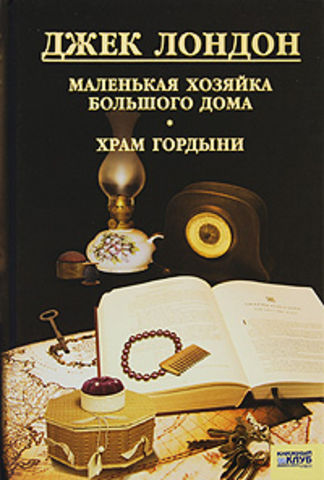 ДЖЕК ЛОНДОН
МАЛЕНЬКАЯ ХОЗЯЙКА
БОЛЬШОГО ДОМА
•
ХРАМ ГОРДЫНИ
КНИЖНЫЙ
КЛУБ